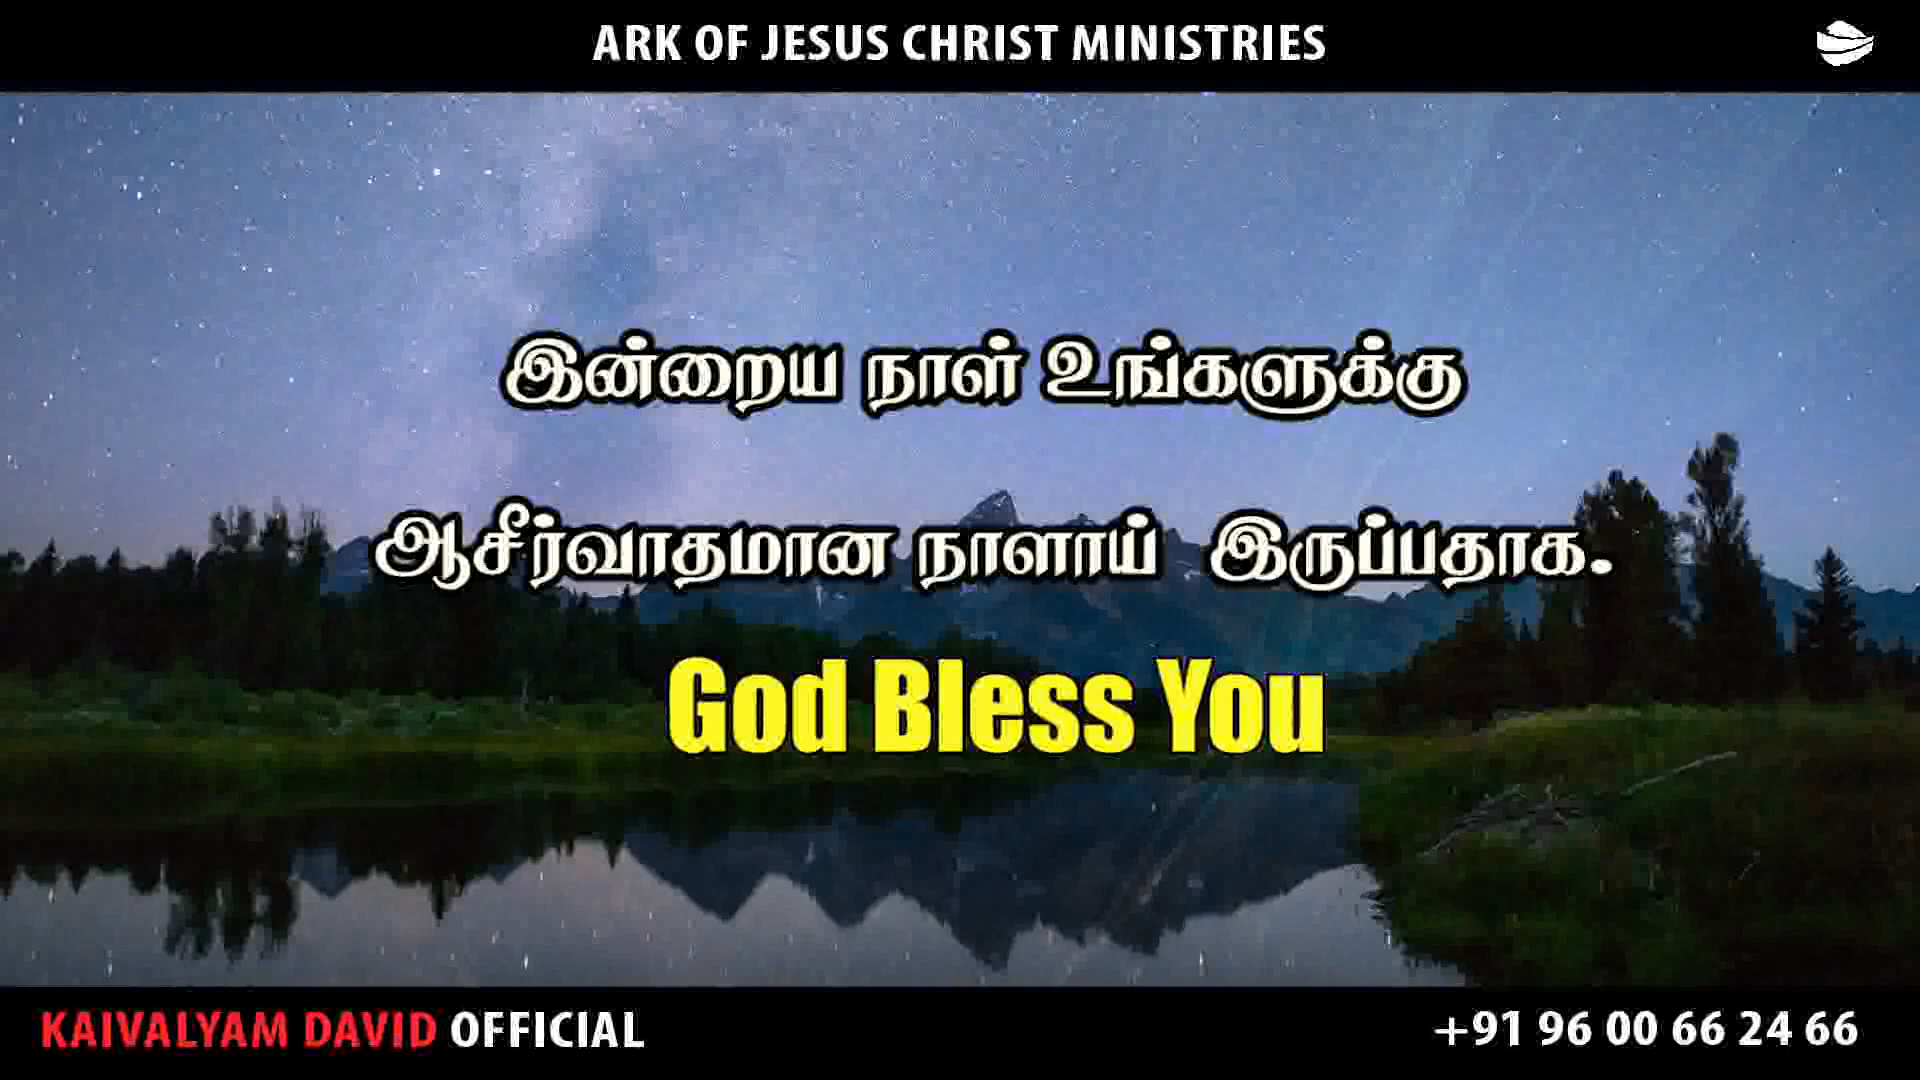 ARK OF JESUS CHRIST MINISTRIES
இன்றைய நாள் உங்களுக்கு
ஆசீர்வாதமான நாளாய் இருப்பதாக.
God Bless You
KAIVALYAM DAVID OFFICIAL
+91 96 00 66 24 66